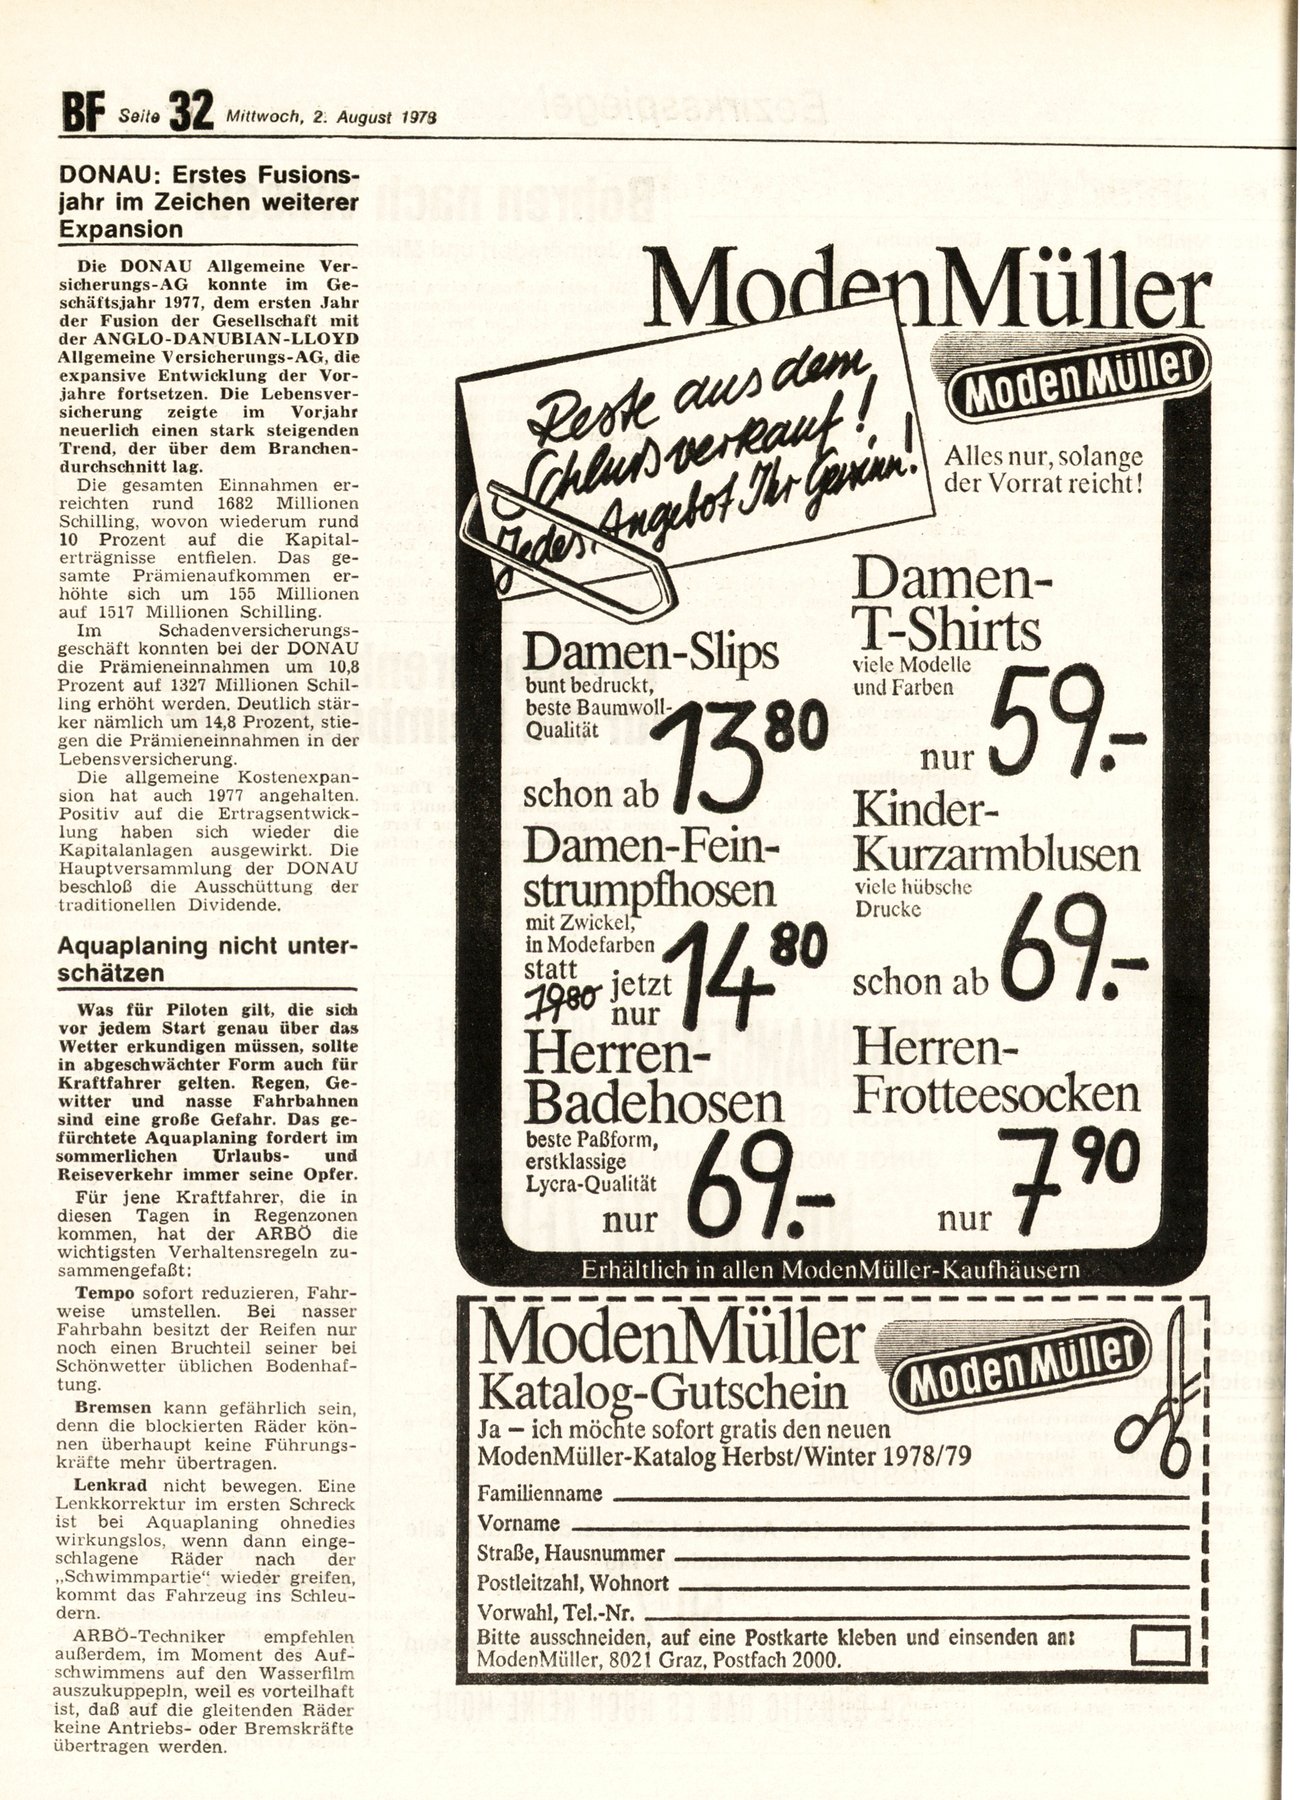 BF Seite 32 Mittwoch, 2. August 1978
DONAU: Erstes Fusions-
jahr im Zeichen weiterer
Expansion
Die DONAU Allgemeine Ver-
sicherungs-AG konnte im Ge-
schäftsjahr 1977, dem ersten Jahr
der Fusion der Gesellschaft mit
der ANGLO-DANUBIAN-LLOYD
Allgemeine Versicherungs-AG, die
expansive Entwicklung der Vor-
jahre fortsetzen. Die Lebensver-
sicherung zeigte im Vorjahr
neuerlich einen stark steigenden
Trend, der über dem Branchen-
durchschnitt lag.
Die gesamten Einnahmen er-
reichten rund 1682 Millionen
Schilling, wovon wiederum rund
10 Prozent auf die Kapital-
erträgnisse entfielen. Das ge-
samte Prämienaufkommen er-
höhte sich um 155 Millionen
auf 1517 Millionen Schilling.
Im Schadenversicherungs-
geschäft konnten bei der DONAU
die Prämieneinnahmen um 10,8
Prozent auf 1327 Millionen Schil-
ling erhöht werden. Deutlich stär-
ker nämlich um 14,8 Prozent, stie-
gen die Prämieneinnahmen in der
Lebensversicherung.
Die allgemeine Kostenexpan-
sion hat auch 1977 angehalten.
Positiv auf die Ertragsentwick-
lung haben sich wieder die
Kapitalanlagen ausgewirkt. Die
Hauptversammlung der DONAU
beschloß die Ausschüttung der
traditionellen Dividende.
Aquaplaning nicht unter-
schätzen
Was für Piloten gilt, die sich
vor jedem Start genau über das
Wetter erkundigen müssen, sollte
in abgeschwächter Form auch für
Kraftfahrer gelten. Regen, Ge-
witter und nasse Fahrbahnen
sind eine große Gefahr. Das ge-
fürchtete Aquaplaning fordert im
sommerlichen Urlaubs- und
Reiseverkehr immer seine Opfer.
Für jene Kraftfahrer, die in
diesen Tagen in Regenzonen
kommen, hat der ARBÖ die
wichtigsten Verhaltensregeln zu-
sammengefaßt:
Tempo sofort reduzieren, Fahr-
weise umstellen. Bei nasser
Fahrbahn besitzt der Reifen nur
noch einen Bruchteil seiner bei
Schönwetter üblichen Bodenhaf-
tung.
Bremsen kann gefährlich sein,
denn die blockierten Räder kön-
nen überhaupt keine Führungs-
kräfte mehr übertragen.
Lenkrad nicht bewegen. Eine
Lenkkorrektur im ersten Schreck
ist bei Aquaplaning ohnedies
wirkungslos, wenn dann einge-
schlagene Räder nach der
„Schwimmpartie" wieder greifen,
kommt das Fahrzeug ins Schleu-
dern.
ARBÖ-Techniker empfehlen
außerdem, im Moment des Auf-
schwimmens auf den Wasserfilm
auszukuppepln, weil es vorteilhaft
ist, daß auf die gleitenden Räder
keine Antriebs- oder Bremskräfte
übertragen werden.
ModenMüller
ModenMüller
Reste aus dem
Schlußverkauf!
Jedes Angebot Ihr Gewinn!
Alles nur, solange
der Vorrat reicht!
Damen-Slips
bunt bedruckt,
beste Baumwoll-
Qualität
schon ab 13 80
Damen-Fein-
strumpfhosen
mit Zwickel,
in Modefarben
statt
19 80 jetzt
nur 14 80
Herren-
Badehosen
beste Paßform,
erstklassige
Lycra-Qualität
nur 69.-
Damen-
T-Shirts
viele Modelle
und Farben
nur 59.-
Kinder-
Kurzarmblusen
viele hübsche
Drucke
schon ab 69.-
Herren-
Frotteesocken
nur 7 90
Erhältlich in allen ModenMüller-Kaufhäusern
ModenMüller
Katalog-Gutschein
ModenMüller
Ja – ich möchte sofort gratis den neuen
ModenMüller-Katalog Herbst/Winter 1978/79
Familienname
Vorname
Straße, Hausnummer
Postleitzahl, Wohnort
Vorwahl, Tel.-Nr.
Bitte ausschneiden, auf eine Postkarte kleben und einsenden an:
ModenMüller, 8021 Graz, Postfach 2000.